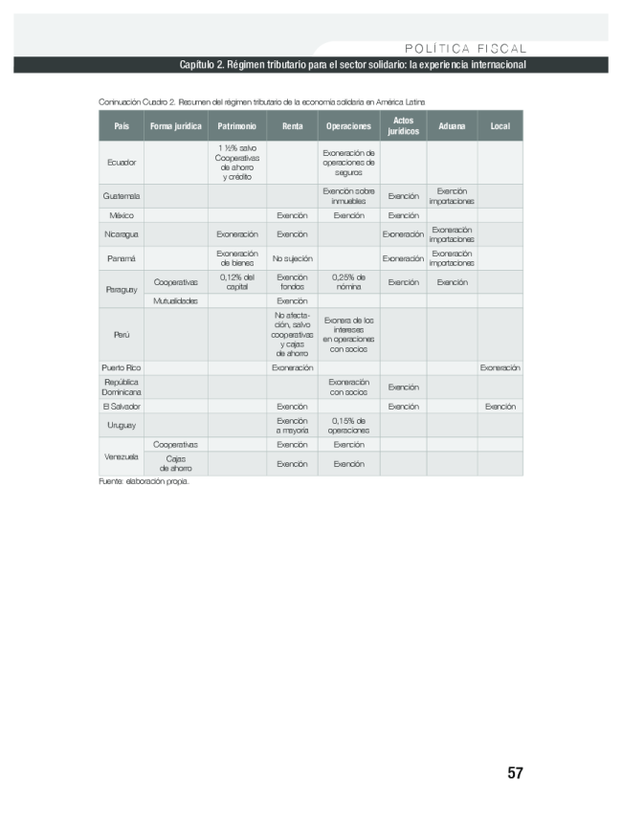 POLÍTICA FISCAL
Capítulo 2. Régimen tributario para el sector solidario: la experiencia internacional
Continuación Cuadro 2. Resumen del régimen tributario de la economía solidaria en América Latina
País Forma jurídica Patrimonio Renta Operaciones Actos jurídicos Aduana Local
Ecuador 1 ½% salvo Cooperativas de ahorro y crédito Exoneración de operaciones de seguros
Guatemala Exención sobre inmuebles Exención Exención importaciones
México Exención Exención Exención
Nicaragua Exoneración Exención Exoneración Exoneración importaciones
Panamá Exoneración de bienes No sujeción Exoneración Exoneración importaciones
Paraguay Cooperativas 0,12% del capital Exención fondos 0,25% de nómina Exención Exención
Mutualidades Exención
Perú No afectación, salvo cooperativas y cajas de ahorro Exonera de los intereses en operaciones con socios
Puerto Rico Exoneración Exoneración
República Dominicana Exoneración con socios Exención
El Salvador Exención Exención Exención
Uruguay Exención a mayoría 0,15% de operaciones
Venezuela Cooperativas Exención Exención
Cajas de ahorro Exención Exención
Fuente: elaboración propia.
57